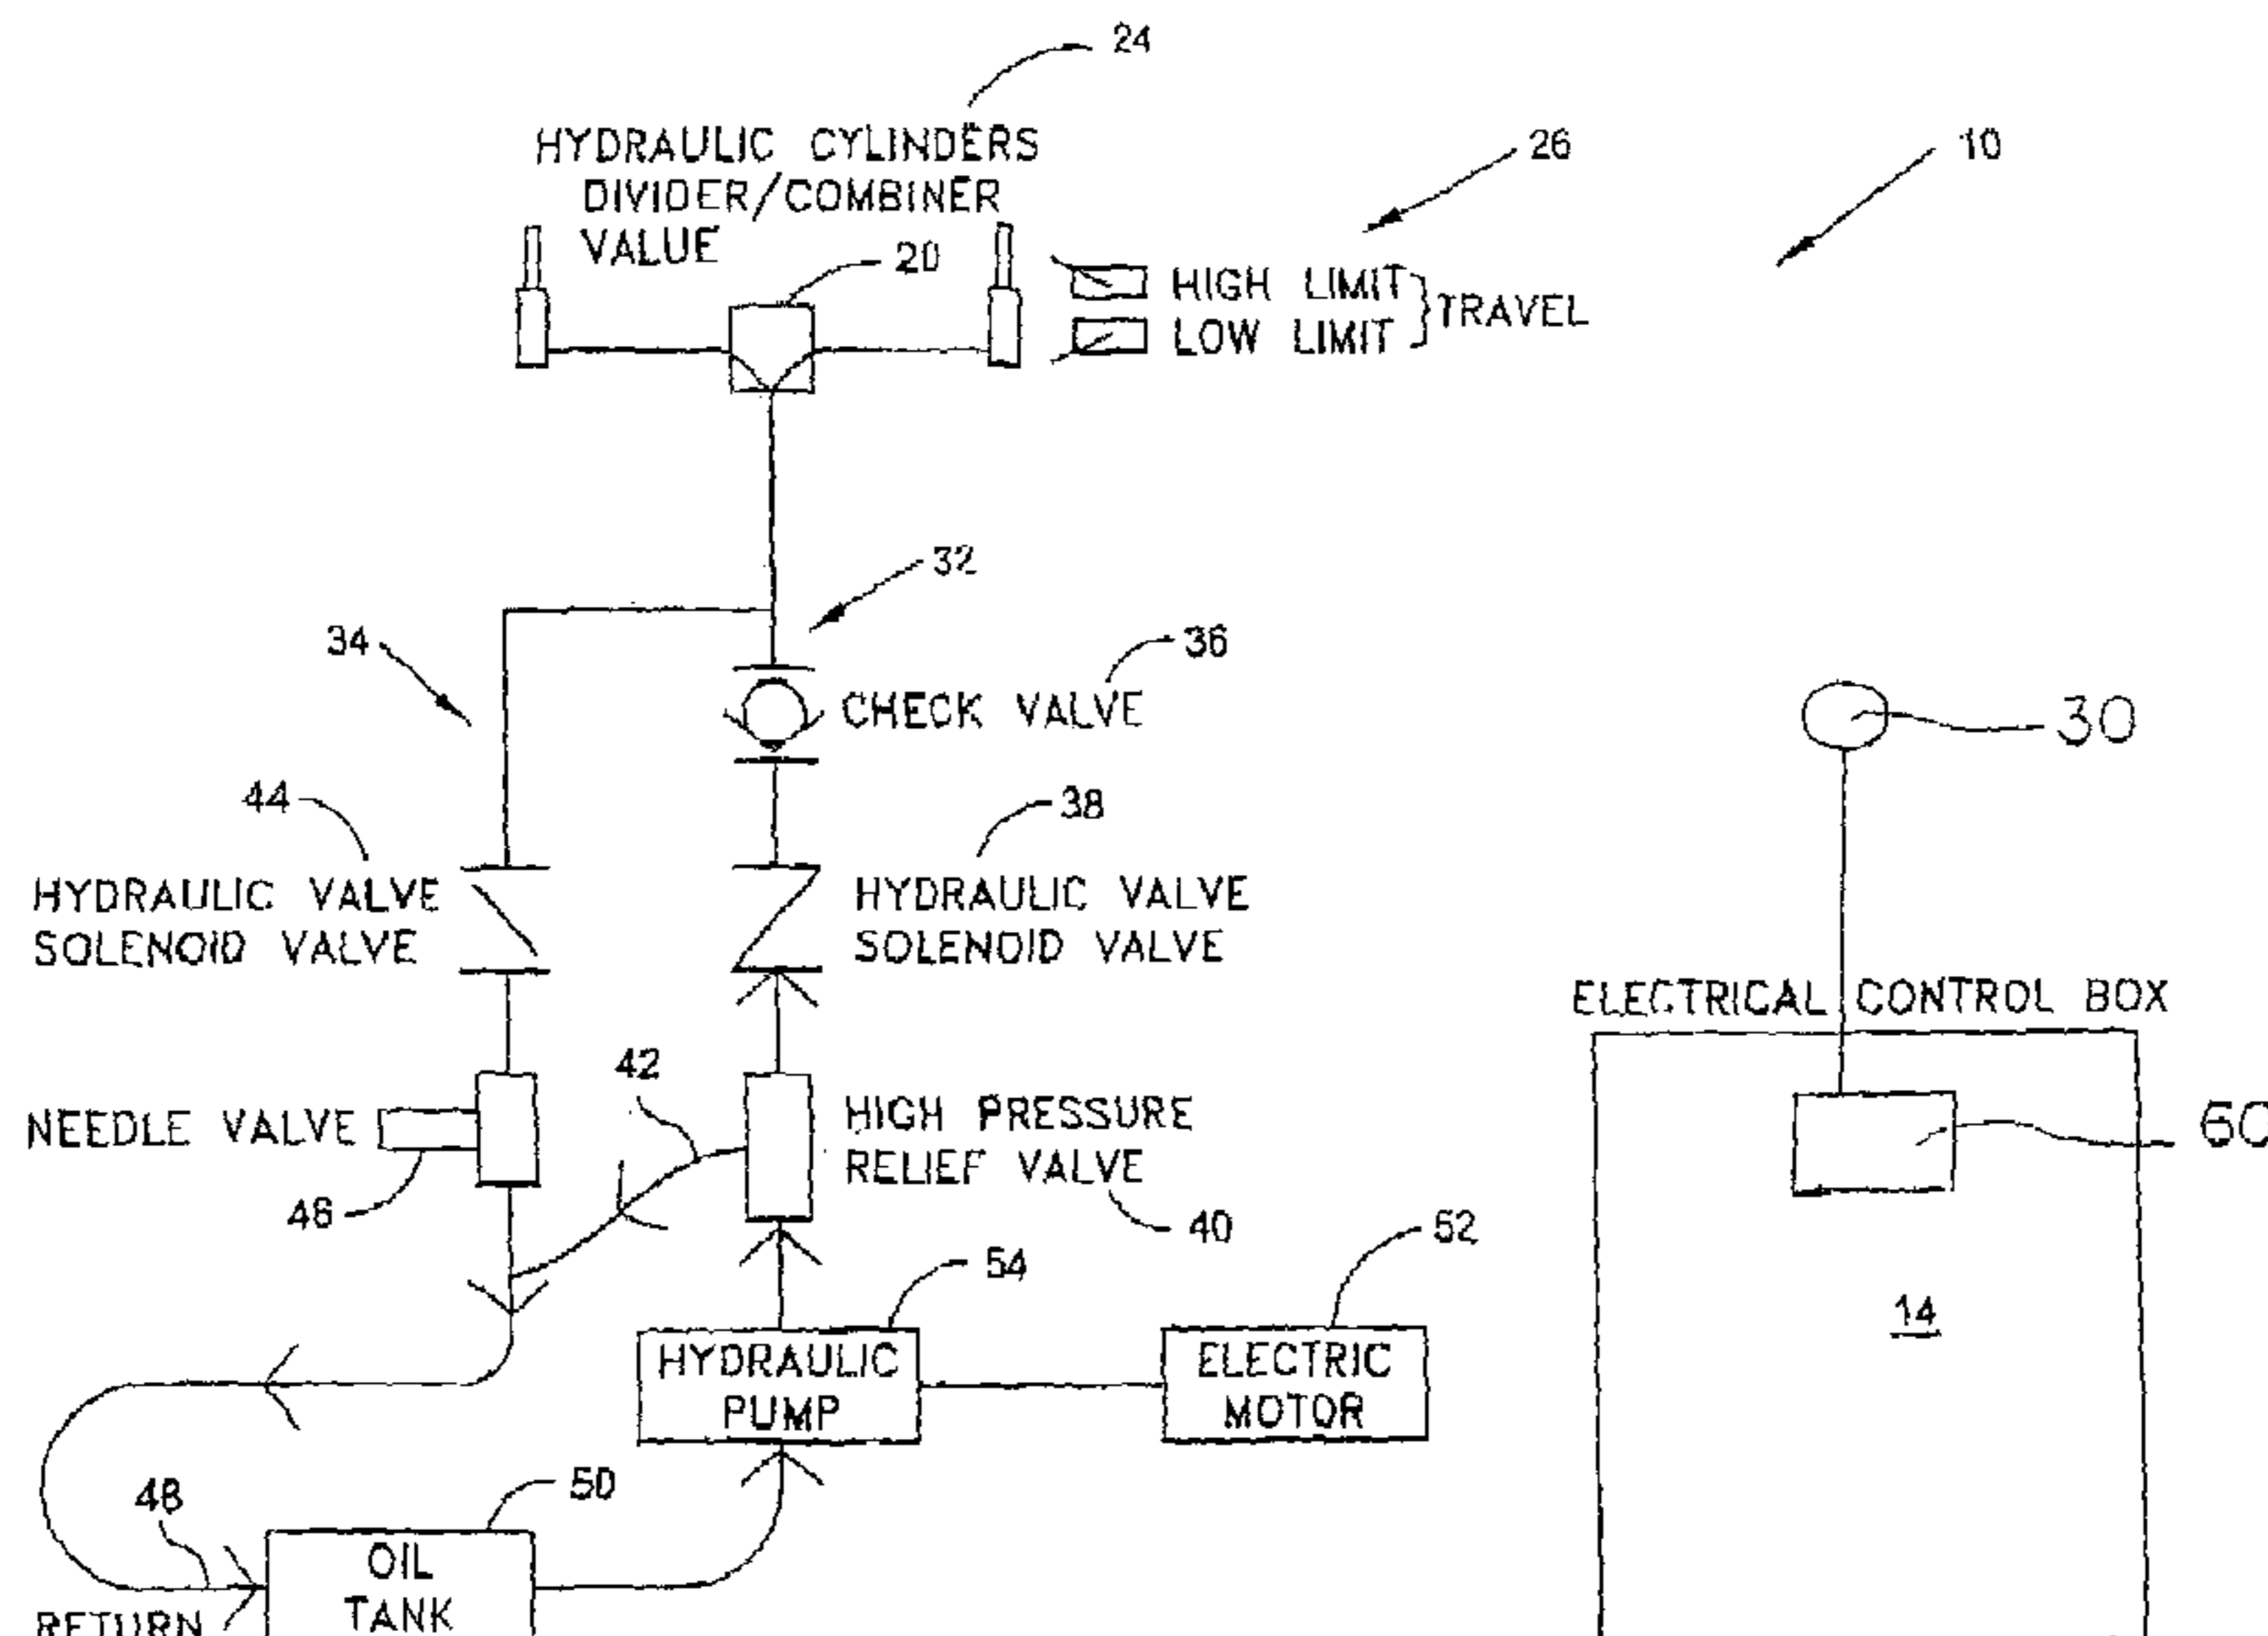 24
HYDRAULIC CYLINDERS
DIVIDER/COMBINER
VALUE
20
26
10
HIGH LIMIT
LOW LIMIT
TRAVEL
32
34
36
CHECK VALVE
30
44
38
HYDRAULIC VALVE
SOLENOID VALVE
HYDRAULIC VALVE
SOLENOID VALVE
ELECTRICAL CONTROL BOX
42
NEEDLE VALVE
46
HIGH PRESSURE
RELIEF VALVE
40
60
54
52
14
HYDRAULIC
PUMP
ELECTRIC
MOTOR
48
50
OIL
TANK
RETURN